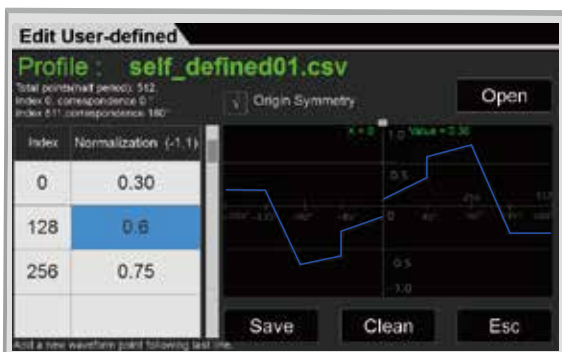 Edit User-defined
Profile : self_defined01.csv
Total points(half period): 512.
Index 0, correspondence 0°
Index 511,correspondence 180°
√ Origin Symmetry
Open
Index Normalization (-1,1)
0 0.30
128 0.6
256 0.75
X = 0 Value = 0.30
1.0
0.5
0
0.5
-1.0
Save Clean Esc
Add a new waveform point following last line.